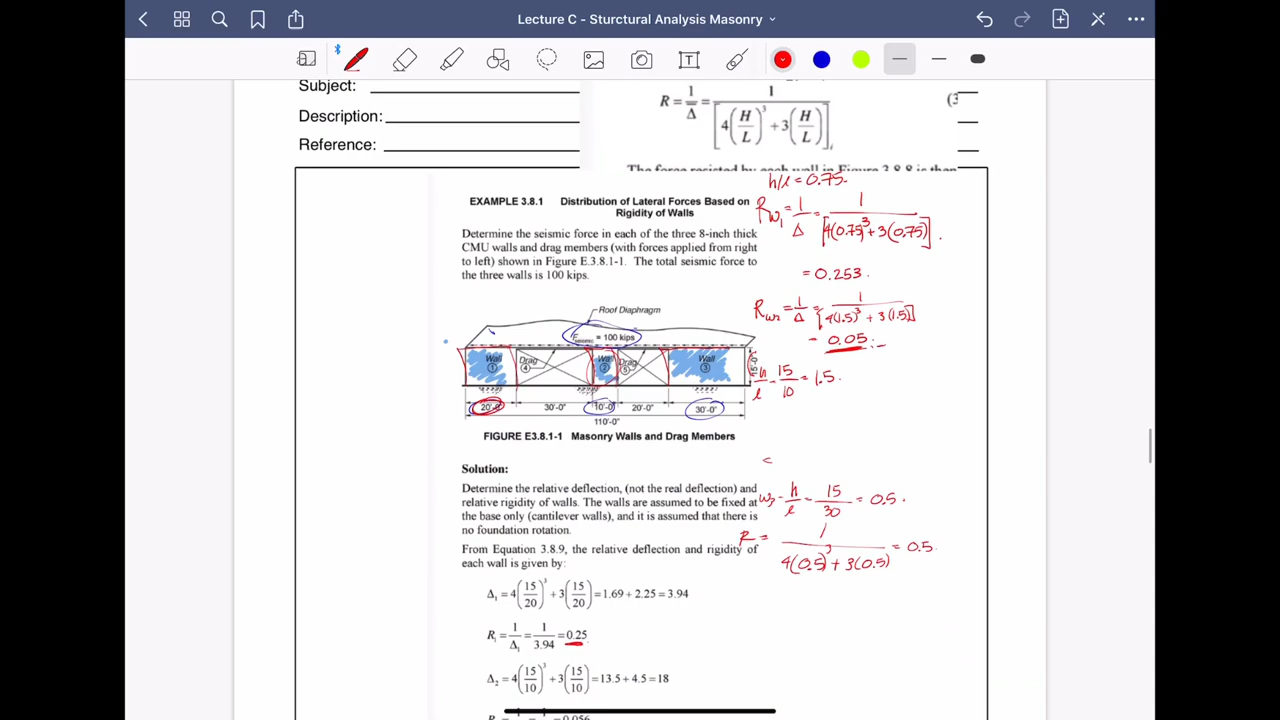 Lecture C - Sturctural Analysis Masonry
Subject:
Description:
Reference:
R = 1/Δ = 1/[4(H/L)³ + 3(H/L)]
(3
h/l = 0.75
EXAMPLE 3.8.1 Distribution of Lateral Forces Based on
Rigidity of Walls
Determine the seismic force in each of the three 8-inch thick
CMU walls and drag members (with forces applied from right
to left) shown in Figure E.3.8.1-1. The total seismic force to
the three walls is 100 kips.
Rw1 = 1/Δ = 1/[4(0.75)³ + 3(0.75)]
= 0.253
Rw2 = 1/Δ = 1/[4(1.5)³ + 3(1.5)]
= 0.05
h/l = 15/10 = 1.5
Roof Diaphragm
Fseismic = 100 kips
Wall 1
Drag 4
Wall 2
Drag 5
Wall 3
15'-0"
20'-0"
30'-0"
10'-0"
20'-0"
30'-0"
110'-0"
FIGURE E3.8.1-1 Masonry Walls and Drag Members
Solution:
Determine the relative deflection, (not the real deflection) and
relative rigidity of walls. The walls are assumed to be fixed at
the base only (cantilever walls), and it is assumed that there is
no foundation rotation.
From Equation 3.8.9, the relative deflection and rigidity of
each wall is given by:
w3 - h/l - 15/30 = 0.5
R = 1/(4(0.5)³ + 3(0.5)) = 0.5
Δ₁ = 4(15/20)³ + 3(15/20) = 1.69 + 2.25 = 3.94
R₁ = 1/Δ₁ = 1/3.94 = 0.25
Δ₂ = 4(15/10)³ + 3(15/10) = 13.5 + 4.5 = 18